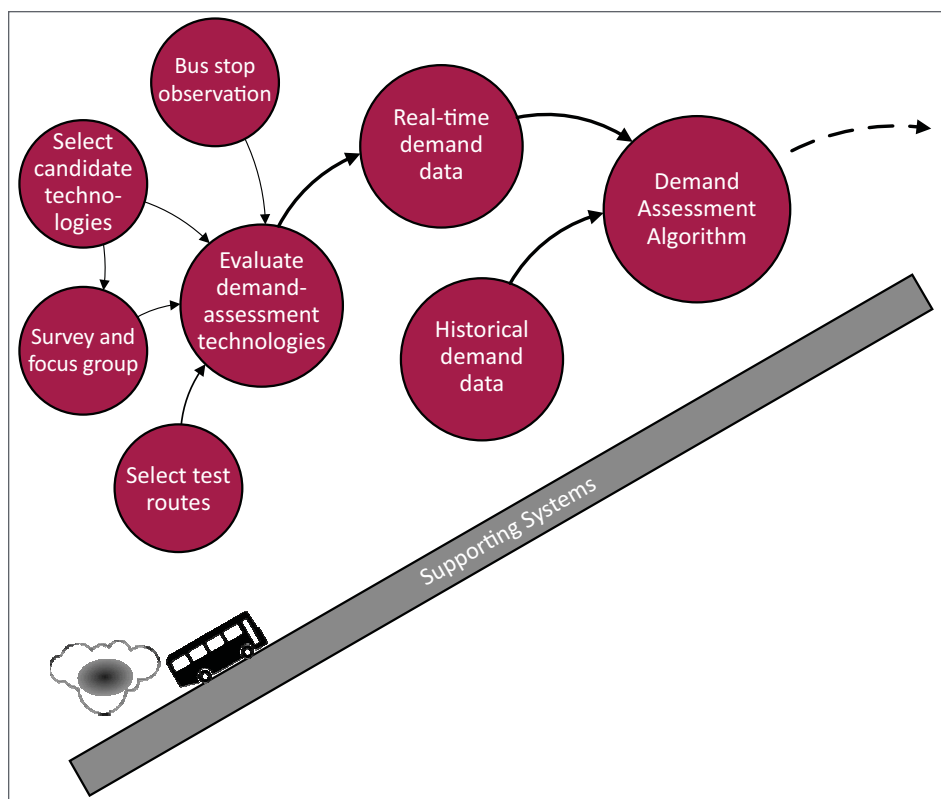 Bus stop
observation
Select
candidate
techno-
logies
Real-time
demand
data
Demand
Assessment
Algorithm
Evaluate
demand-
assessment
technologies
Survey and
focus group
Historical
demand
data
Select test
routes
Supporting Systems